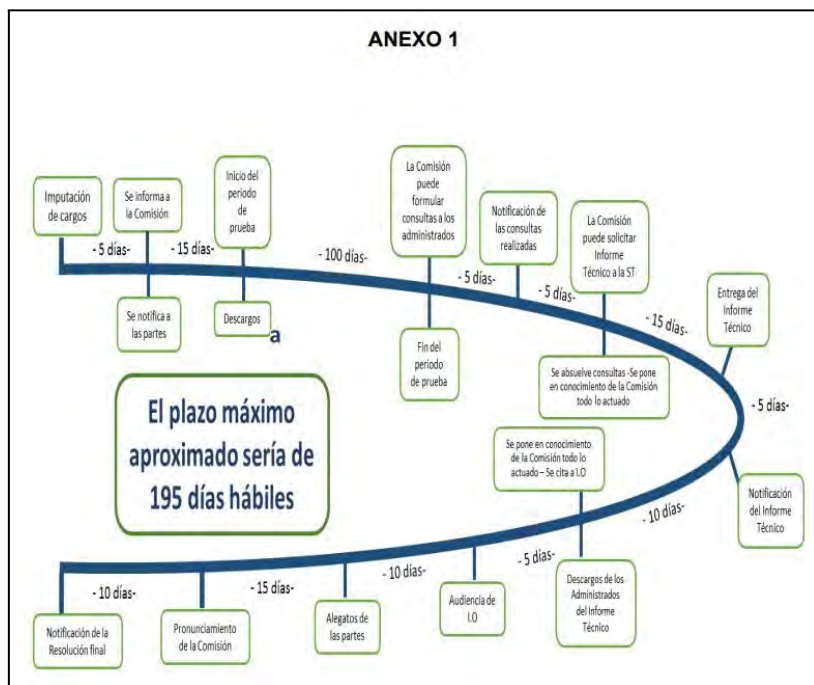 ANEXO 1
Imputación
de cargos
- 5 días-
Se informa a
la Comisión
Se notifica a
las partes
- 15 días-
Inicio del
periodo
de
prueba
Descargos
a
- 100 días-
La Comisión
puede
formular
consultas a los
administrados
Fin del
periodo
de prueba
- 5 días-
Notificación de
las consultas
realizadas
- 5 días-
La Comisión
puede solicitar
Informe
Técnico a la ST
Se absuelve consultas -Se pone
en conocimiento de la Comisión
todo lo actuado
- 15 días-
Entrega del
Informe
Técnico
- 5 días-
Notificación
del Informe
Técnico
- 10 días-
Se pone en conocimiento
de la Comisión todo lo
actuado – Se cita a I.O
Descargos de los
Administrados
del Informe
Técnico
- 5 días-
Audiencia de
I.O
- 10 días-
Alegatos de
las partes
- 15 días-
Pronunciamiento
de la Comisión
- 10 días-
Notificación de la
Resolución final
El plazo máximo
aproximado sería de
195 días hábiles